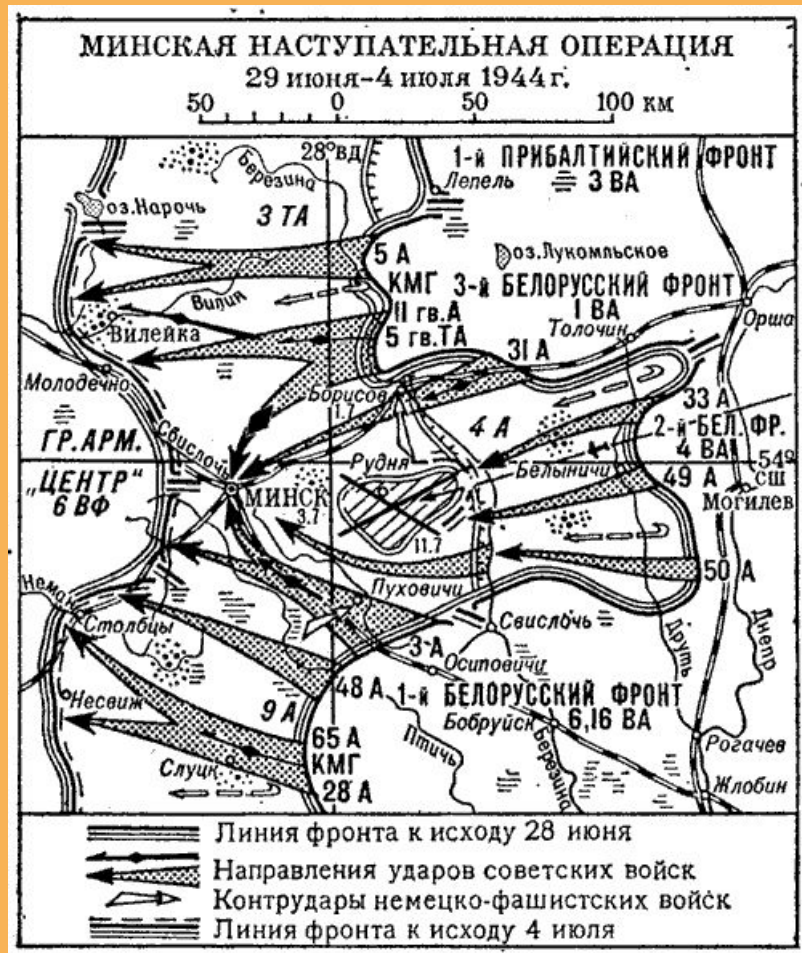 МИНСКАЯ НАСТУПАТЕЛЬНАЯ ОПЕРАЦИЯ
29 июня–4 июля 1944 г.
50 0 50 100 км
28°вд
Березина
Лепель
1-й ПРИБАЛТИЙСКИЙ ФРОНТ
3 ВА
оз. Нарочь
3 ТА
5 А
оз. Лукомльское
КМГ
3-й БЕЛОРУССКИЙ ФРОНТ
1 ВА
Вилия
11 гв. А
5 гв. ТА
Толочин
Орша
Вилейка
31 А
Молодечно
Борисов
1.7
33 А
ГР. АРМ.
Свислочь
4 А
2-й БЕЛ. ФР.
4 ВА
Рудня
54°
сш
"ЦЕНТР"
6 ВФ
МИНСК
3.7
Белыничи
49 А
Могилев
11.7
50 А
Неман
Пуховичи
Столбцы
Свислочь
Друть
Днепр
3 А
Осиповичи
Несвиж
9 А
48 А
1-й БЕЛОРУССКИЙ ФРОНТ
Бобруйск
6,16 ВА
65 А
КМГ
Птичь
Березина
Рогачев
Слуцк
28 А
Жлобин
Линия фронта к исходу 28 июня
Направления ударов советских войск
Контрудары немецко-фашистских войск
Линия фронта к исходу 4 июля